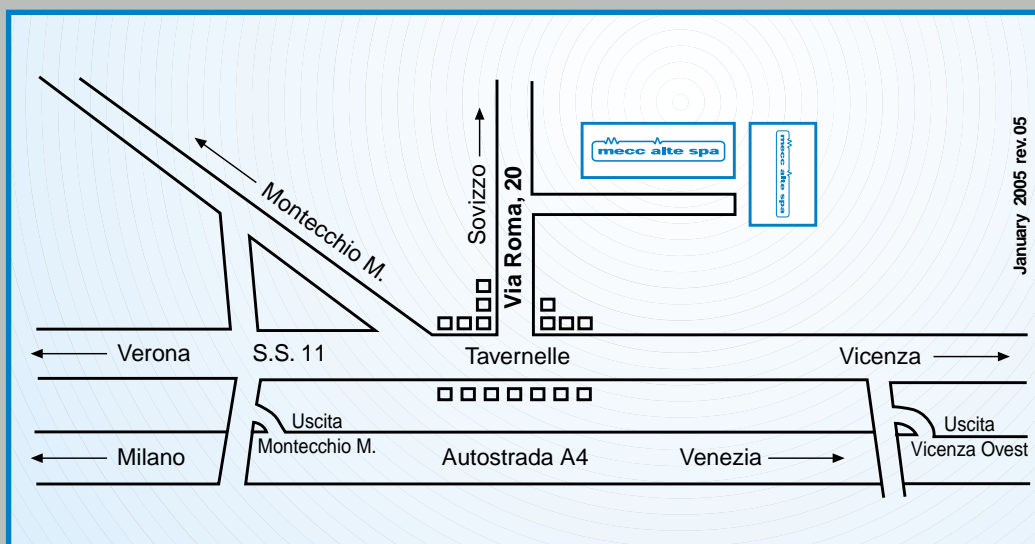 mecc alte spa
mecc alte spa
January 2005 rev.05
Montecchio M.
Sovizzo
Via Roma, 20
Verona
S.S. 11
Tavernelle
Vicenza
Uscita
Montecchio M.
Uscita
Vicenza Ovest
Milano
Autostrada A4
Venezia